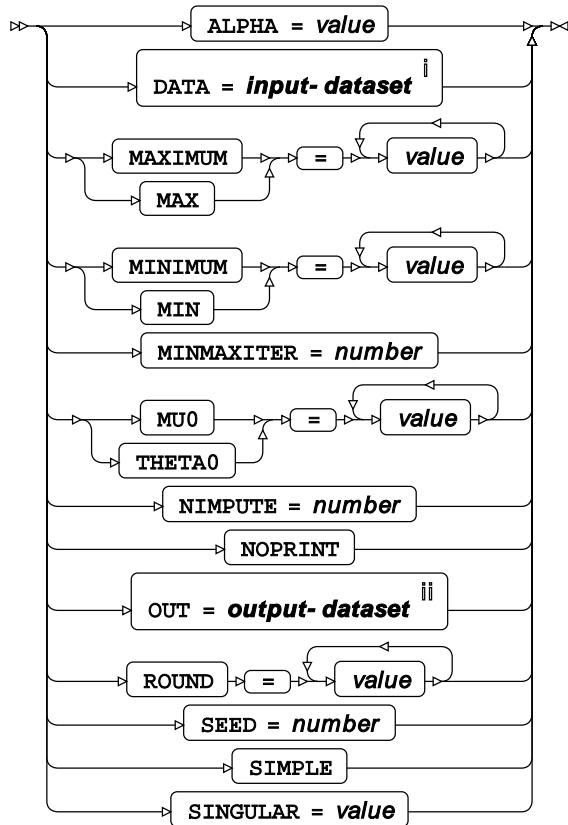 ALPHA = value
DATA = input- dataset i
MAXIMUM = value
MAX
MINIMUM = value
MIN
MINMAXITER = number
MU0 = value
THETA0
NIMPUTE = number
NOPRINT
OUT = output- dataset ii
ROUND = value
SEED = number
SIMPLE
SINGULAR = value